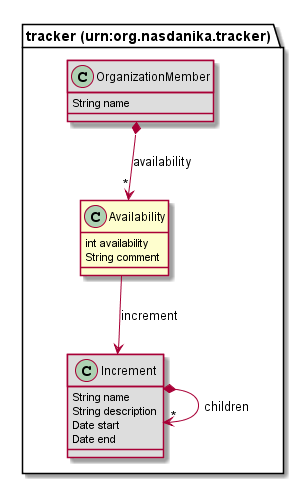 tracker (urn:org.nasdanika.tracker)
C OrganizationMember
String name
availability
*
C Availability
int availability
String comment
increment
C Increment
String name
String description
Date start
Date end
children
*